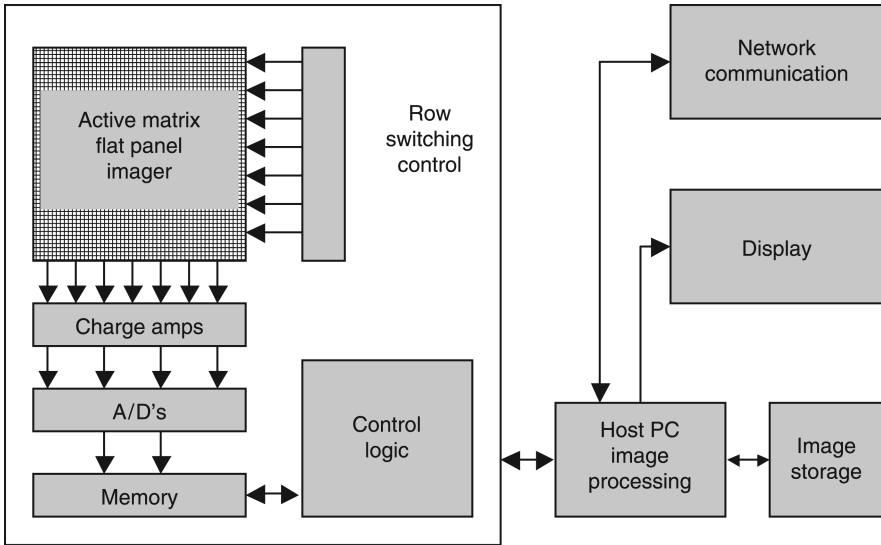 Active matrix
flat panel
imager
Row
switching
control
Charge amps
A/D's
Memory
Control
logic
Network
communication
Display
Host PC
image
processing
Image
storage